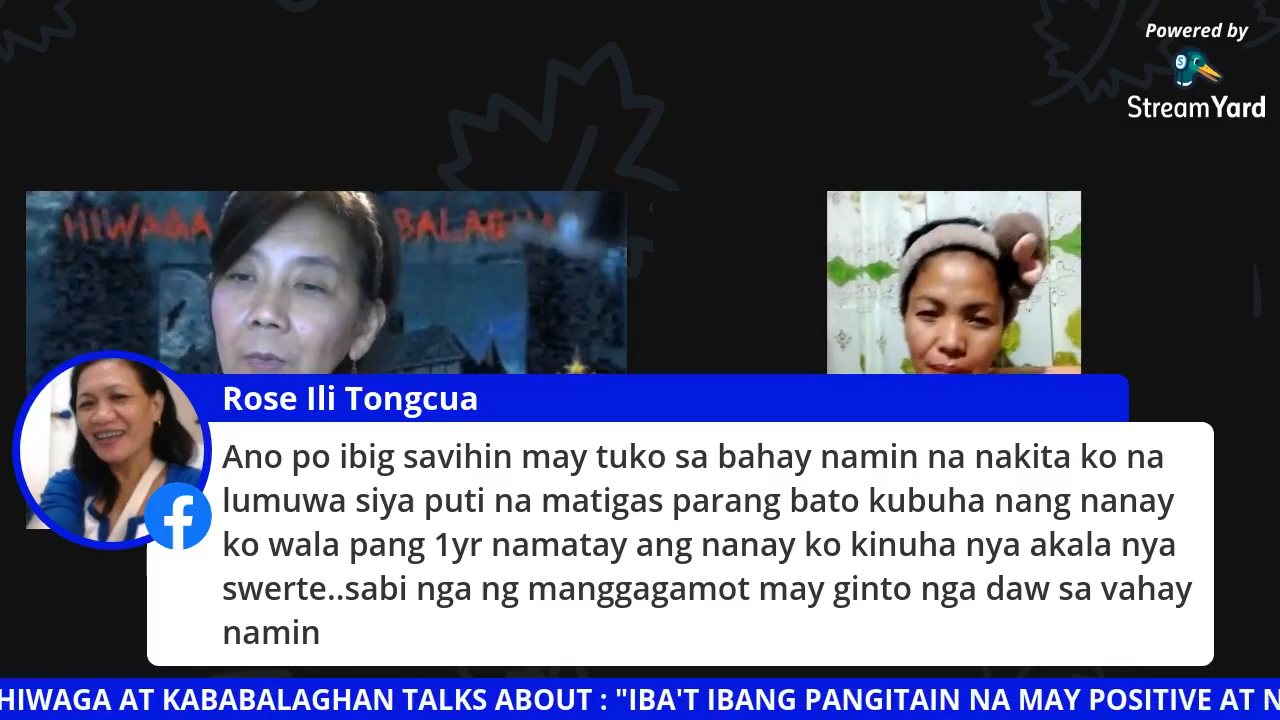 Powered by
StreamYard
HIWAGA
Rose Ili Tongcua
Ano po ibig savihin may tuko sa bahay namin na nakita ko na
lumuwa siya puti na matigas parang bato kubuha nang nanay
ko wala pang 1yr namatay ang nanay ko kinuha nya akala nya
swerte..sabi nga ng manggagamot may ginto nga daw sa vahay
namin
HIWAGA AT KABABALAGHAN TALKS ABOUT : "IBA'T IBANG PANGITAIN NA MAY POSITIVE AT N